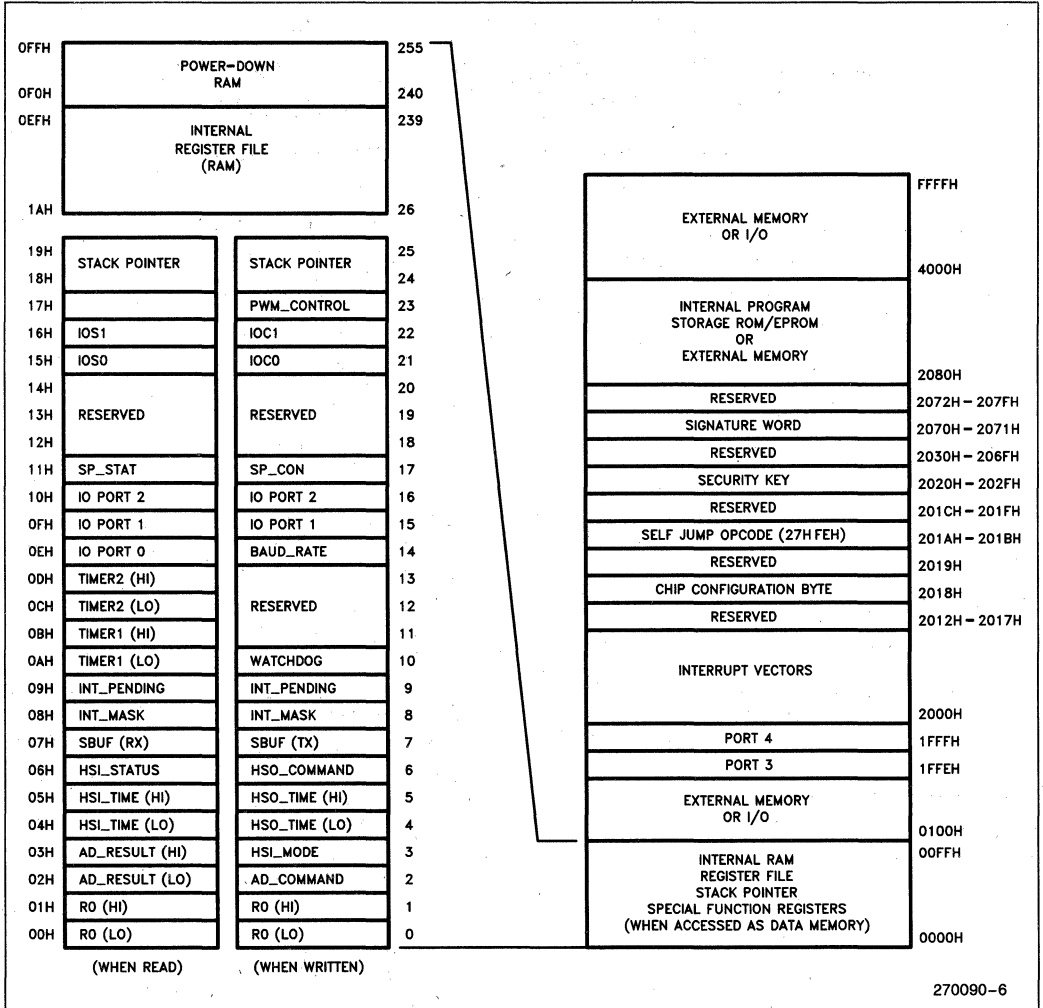 0FFH 255
POWER-DOWN
RAM
0F0H 240
0EFH 239
INTERNAL
REGISTER FILE
(RAM)
1AH 26
19H 25
STACK POINTER STACK POINTER
18H 24
17H PWM_CONTROL 23
16H IOS1 IOC1 22
15H IOS0 IOC0 21
14H 20
13H RESERVED RESERVED 19
12H 18
11H SP_STAT SP_CON 17
10H IO PORT 2 IO PORT 2 16
0FH IO PORT 1 IO PORT 1 15
0EH IO PORT 0 BAUD_RATE 14
0DH TIMER2 (HI) 13
0CH TIMER2 (LO) RESERVED 12
0BH TIMER1 (HI) 11
0AH TIMER1 (LO) WATCHDOG 10
09H INT_PENDING INT_PENDING 9
08H INT_MASK INT_MASK 8
07H SBUF (RX) SBUF (TX) 7
06H HSI_STATUS HSO_COMMAND 6
05H HSI_TIME (HI) HSO_TIME (HI) 5
04H HSI_TIME (LO) HSO_TIME (LO) 4
03H AD_RESULT (HI) HSI_MODE 3
02H AD_RESULT (LO) AD_COMMAND 2
01H R0 (HI) R0 (HI) 1
00H R0 (LO) R0 (LO) 0
(WHEN READ) (WHEN WRITTEN)
FFFFH
EXTERNAL MEMORY
OR I/O
4000H
INTERNAL PROGRAM
STORAGE ROM/EPROM
OR
EXTERNAL MEMORY
2080H
RESERVED 2072H-207FH
SIGNATURE WORD 2070H-2071H
RESERVED 2030H-206FH
SECURITY KEY 2020H-202FH
RESERVED 201CH-201FH
SELF JUMP OPCODE (27H FEH) 201AH-201BH
RESERVED 2019H
CHIP CONFIGURATION BYTE 2018H
RESERVED 2012H-2017H
INTERRUPT VECTORS
2000H
PORT 4 1FFFH
PORT 3 1FFEH
EXTERNAL MEMORY
OR I/O
0100H
00FFH
INTERNAL RAM
REGISTER FILE
STACK POINTER
SPECIAL FUNCTION REGISTERS
(WHEN ACCESSED AS DATA MEMORY)
0000H
270090-6